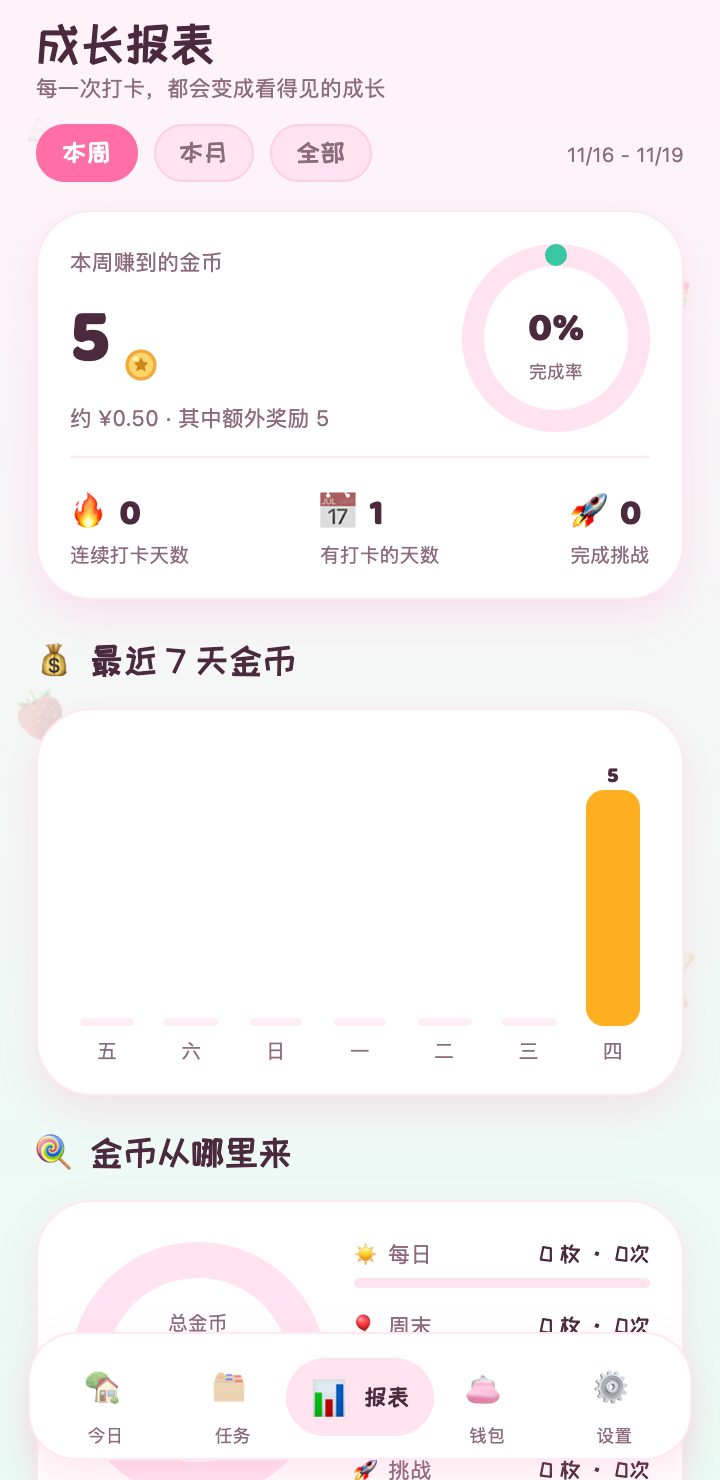 成长报表
每一次打卡，都会变成看得见的成长
本周
本月
全部
11/16 - 11/19
本周赚到的金币
5
约 ¥0.50 · 其中额外奖励 5
0%
完成率
0
连续打卡天数
JUL
17
1
有打卡的天数
0
完成挑战
最近 7 天金币
5
五 六 日 一 二 三 四
金币从哪里来
总金币
每日 0 枚 · 0次
周末 0 枚 · 0次
今日
任务
报表
钱包
设置
挑战 0 枚 · 0次